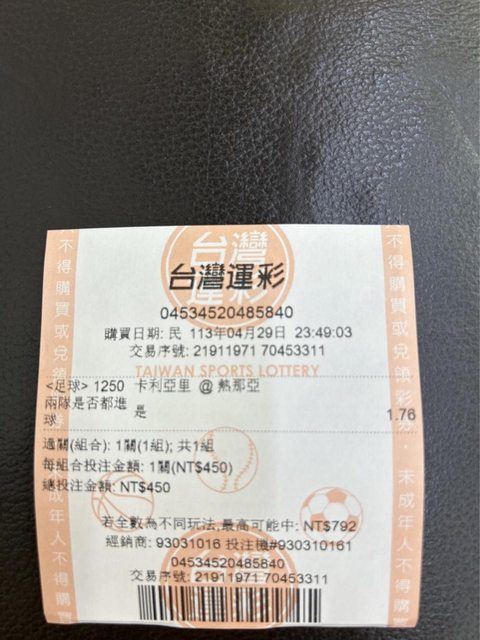 台灣運彩
台灣運彩
04534520485840
購買日期: 民 113年04月29日 23:49:03
交易序號: 21911971 70453311
TAIWAN SPORTS LOTTERY
<足球> 1250 卡利亞里 @ 熱那亞
兩隊是否都進球 是 1.76
過關(組合): 1關(1組); 共1組
每組合投注金額: 1關(NT$450)
總投注金額: NT$450
若全數為不同玩法,最高可能中: NT$792
經銷商: 93031016 投注機#930310161
04534520485840
交易序號: 21911971 70453311
不得購買或兌領彩券
未成年人不得購
不得購買或兌領彩券．未成年人不得購